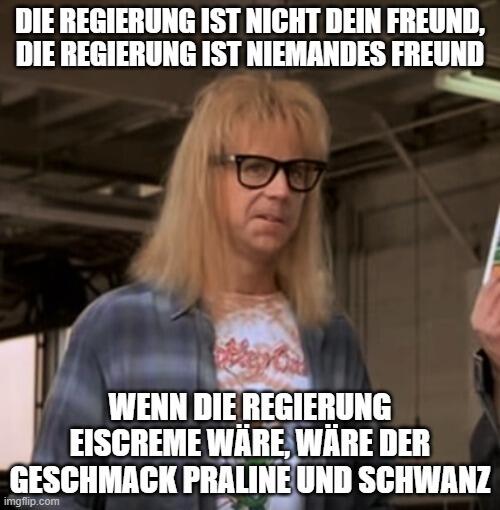 DIE REGIERUNG IST NICHT DEIN FREUND,
DIE REGIERUNG IST NIEMANDES FREUND
WENN DIE REGIERUNG
EISCREME WÄRE, WÄRE DER
GESCHMACK PRALINE UND SCHWANZ
imgflip.com